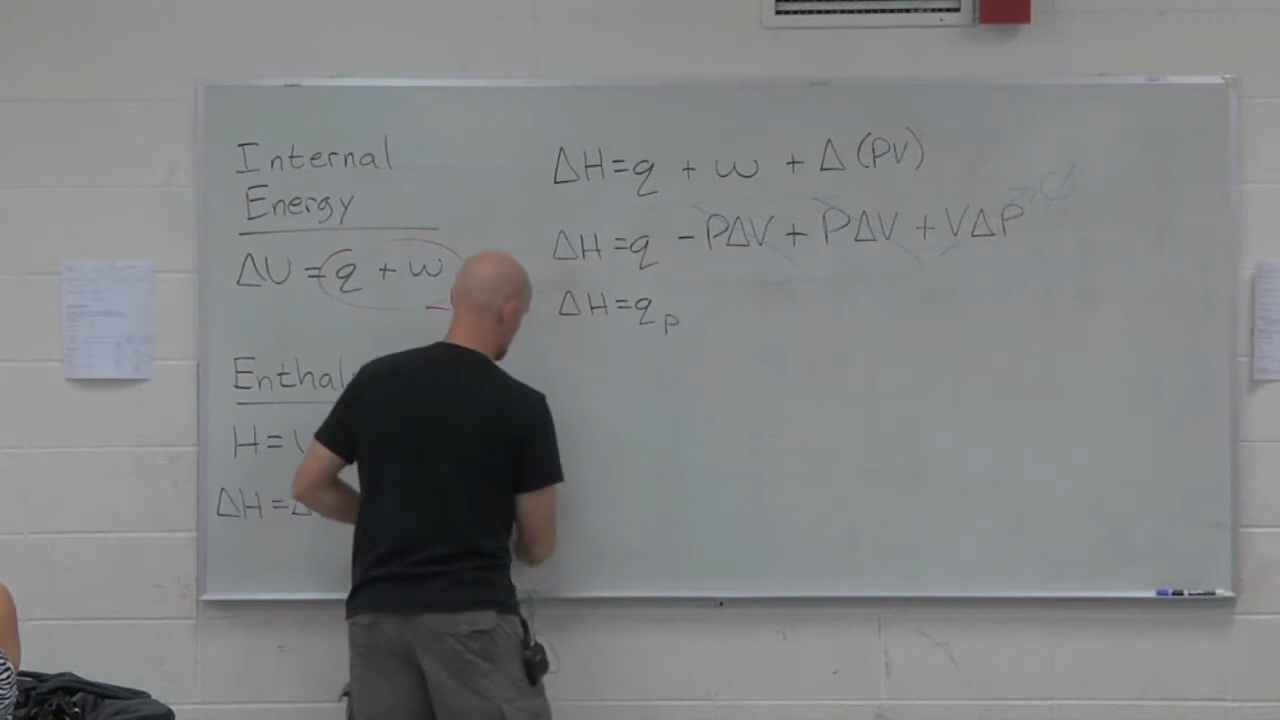 Internal
Energy
ΔU = q + w
Enthal
H = U
ΔH = Δ
ΔH = q + w + Δ(PV)
ΔH = q - PΔV + PΔV + VΔP
ΔH = q_p